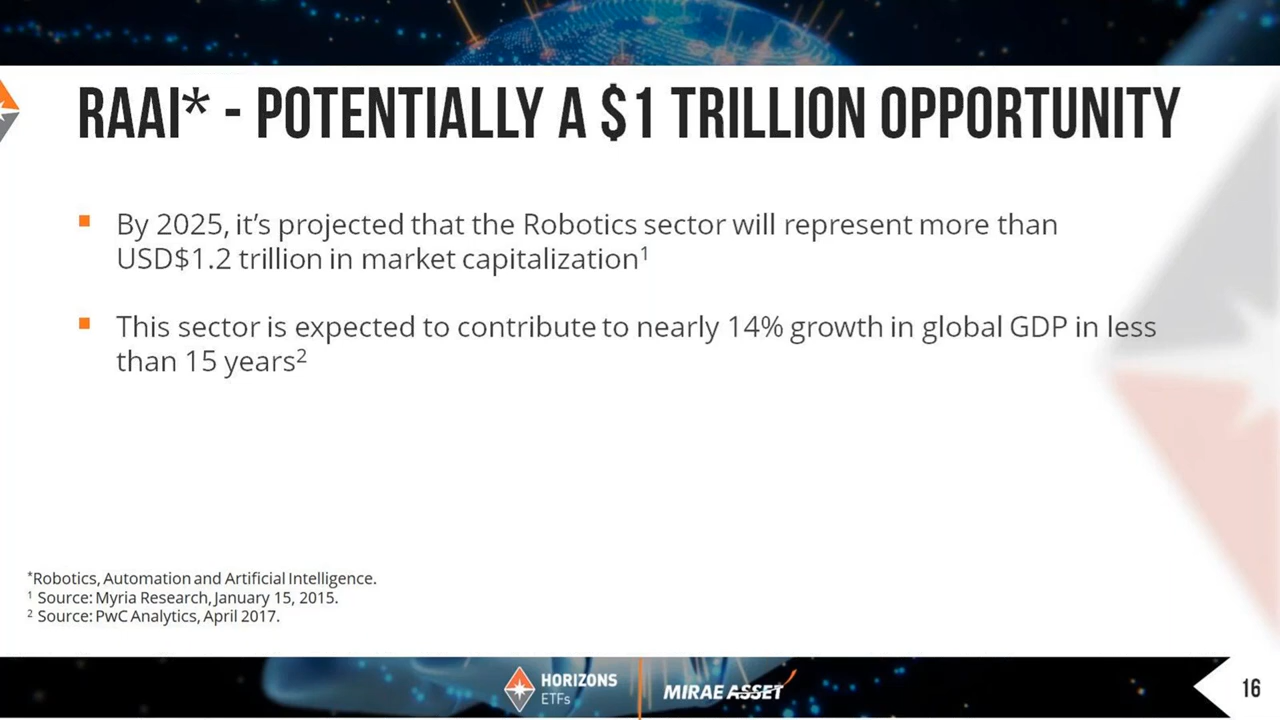 RAAI* - POTENTIALLY A $1 TRILLION OPPORTUNITY
▪ By 2025, it’s projected that the Robotics sector will represent more than
USD$1.2 trillion in market capitalization¹
▪ This sector is expected to contribute to nearly 14% growth in global GDP in less
than 15 years²
*Robotics, Automation and Artificial Intelligence.
¹ Source: Myria Research, January 15, 2015.
² Source: PwC Analytics, April 2017.
HORIZONS
ETFs
MIRAE ASSET
16